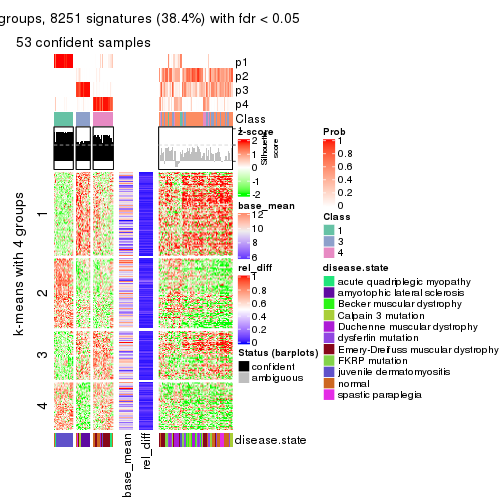 groups, 8251 signatures (38.4%) with fdr < 0.05
53 confident samples
p1
p2
p3
p4
Class
Silhouette
score
z-score
2
1
0
-1
-2
base_mean
12
10
8
6
rel_diff
1
0.8
0.6
0.4
0.2
0
Status (barplots)
confident
ambiguous
Prob
1
0.8
0.6
0.4
0.2
0
Class
1
3
4
disease.state
acute quadriplegic myopathy
amyotophic lateral sclerosis
Becker muscular dystrophy
Calpain 3 mutation
Duchenne muscular dystrophy
dysferlin mutation
Emery-Dreifuss muscular dystrophy
FKRP mutation
juvenile dermatomyositis
normal
spastic paraplegia
k-means with 4 groups
1
2
3
4
base_mean
rel_diff
disease.state